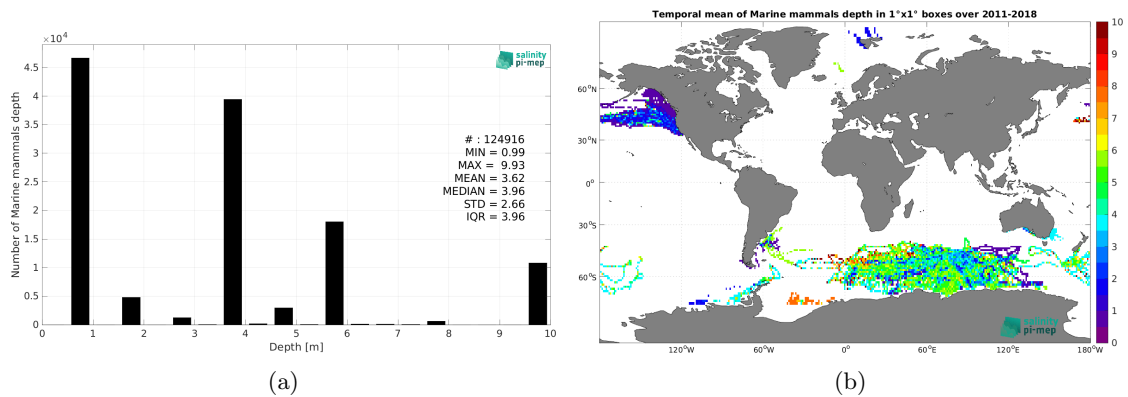 ×10⁴
4.5
4
3.5
3
2.5
2
1.5
1
0.5
0
Number of Marine mammals depth
0 1 2 3 4 5 6 7 8 9 10
Depth [m]
salinity
pi-mep
# : 124916
MIN = 0.99
MAX = 9.93
MEAN = 3.62
MEDIAN = 3.96
STD = 2.66
IQR = 3.96
(a)
Temporal mean of Marine mammals depth in 1°x1° boxes over 2011-2018
60°N
30°N
0°
30°S
60°S
120°W 60°W 0° 60°E 120°E 180°W
salinity
pi-mep
10
9
8
7
6
5
4
3
2
1
0
(b)